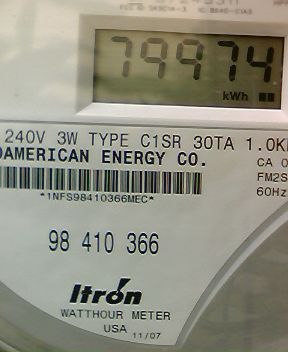 79974
kWh
240V 3W TYPE C1SR 30TA 1.0K
AMERICAN ENERGY CO.
CA 0
FM2S
60Hz
*1NFS98410366MEC*
98 410 366
Itron
WATTHOUR METER
USA
11/07